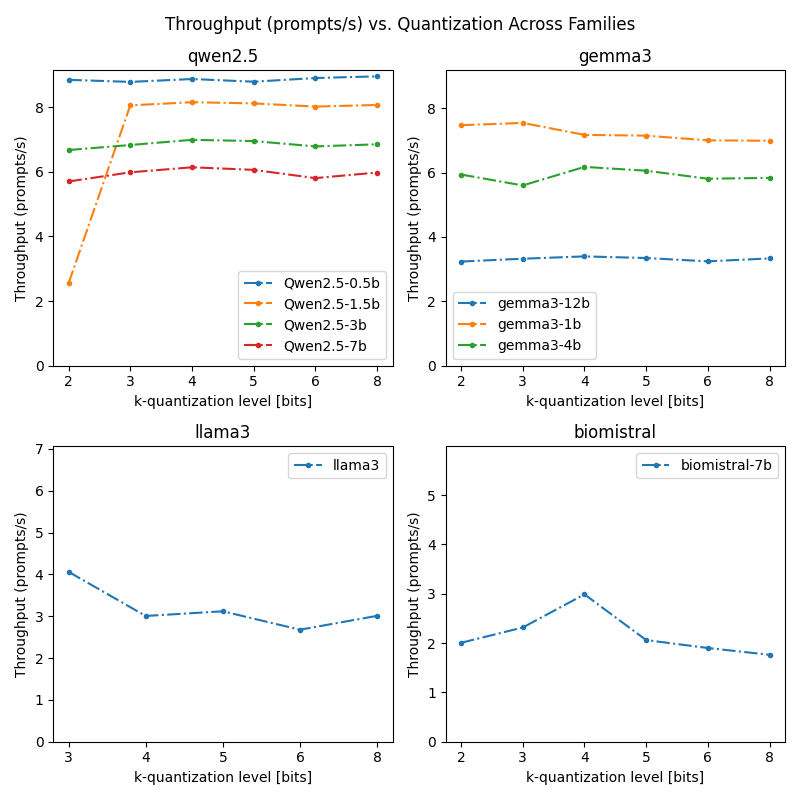 Throughput (prompts/s) vs. Quantization Across Families
qwen2.5
Throughput (prompts/s)
8
6
4
2
0
2 3 4 5 6 8
k-quantization level [bits]
Qwen2.5-0.5b
Qwen2.5-1.5b
Qwen2.5-3b
Qwen2.5-7b
gemma3
Throughput (prompts/s)
8
6
4
2
0
2 3 4 5 6 8
k-quantization level [bits]
gemma3-12b
gemma3-1b
gemma3-4b
llama3
Throughput (prompts/s)
7
6
5
4
3
2
1
0
3 4 5 6 8
k-quantization level [bits]
llama3
biomistral
Throughput (prompts/s)
5
4
3
2
1
0
2 3 4 5 6 8
k-quantization level [bits]
biomistral-7b